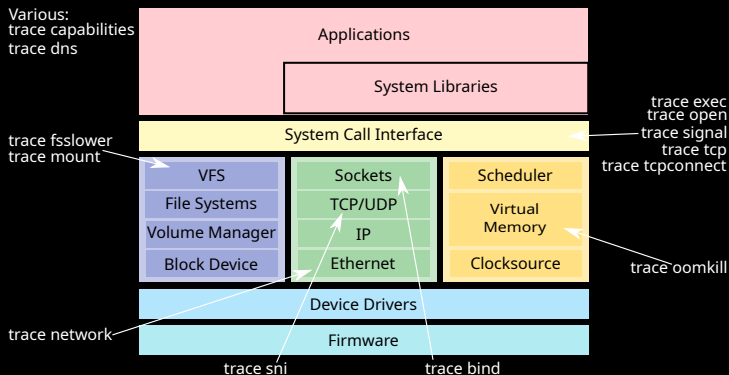 Various:
trace capabilities
trace dns
Applications
System Libraries
System Call Interface
trace exec
trace open
trace signal
trace tcp
trace tcpconnect
trace fsslower
trace mount
VFS
File Systems
Volume Manager
Block Device
Sockets
TCP/UDP
IP
Ethernet
Scheduler
Virtual
Memory
Clocksource
trace oomkill
Device Drivers
trace network
Firmware
trace sni
trace bind